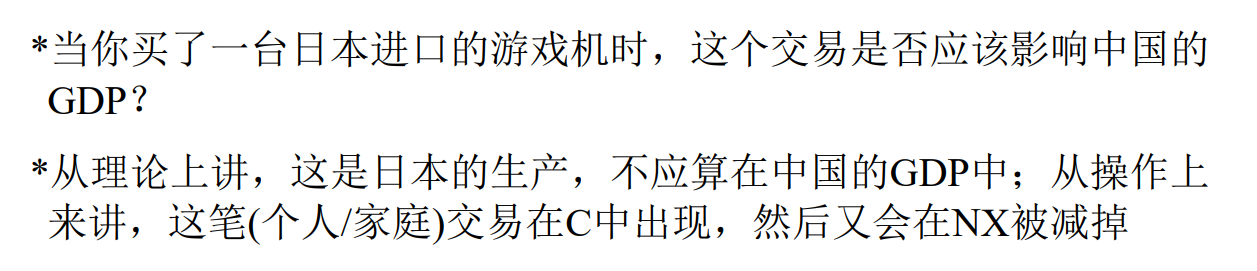 *当你买了一台日本进口的游戏机时，这个交易是否应该影响中国的
GDP？
*从理论上讲，这是日本的生产，不应算在中国的GDP中；从操作上
来讲，这笔(个人/家庭)交易在C中出现，然后又会在NX被减掉